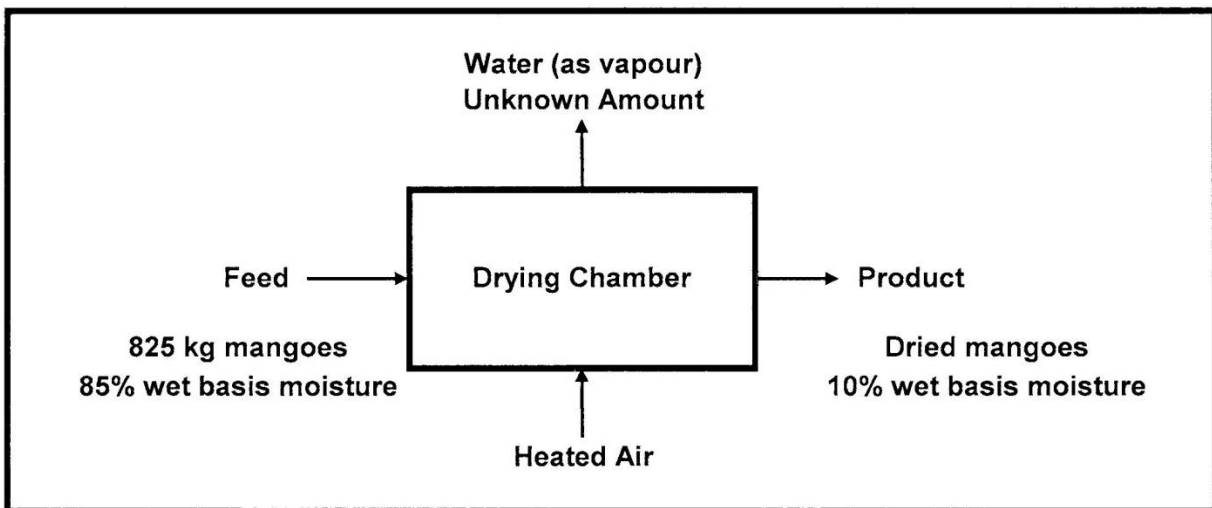 Water (as vapour)
Unknown Amount
Feed
Drying Chamber
Product
825 kg mangoes
85% wet basis moisture
Dried mangoes
10% wet basis moisture
Heated Air